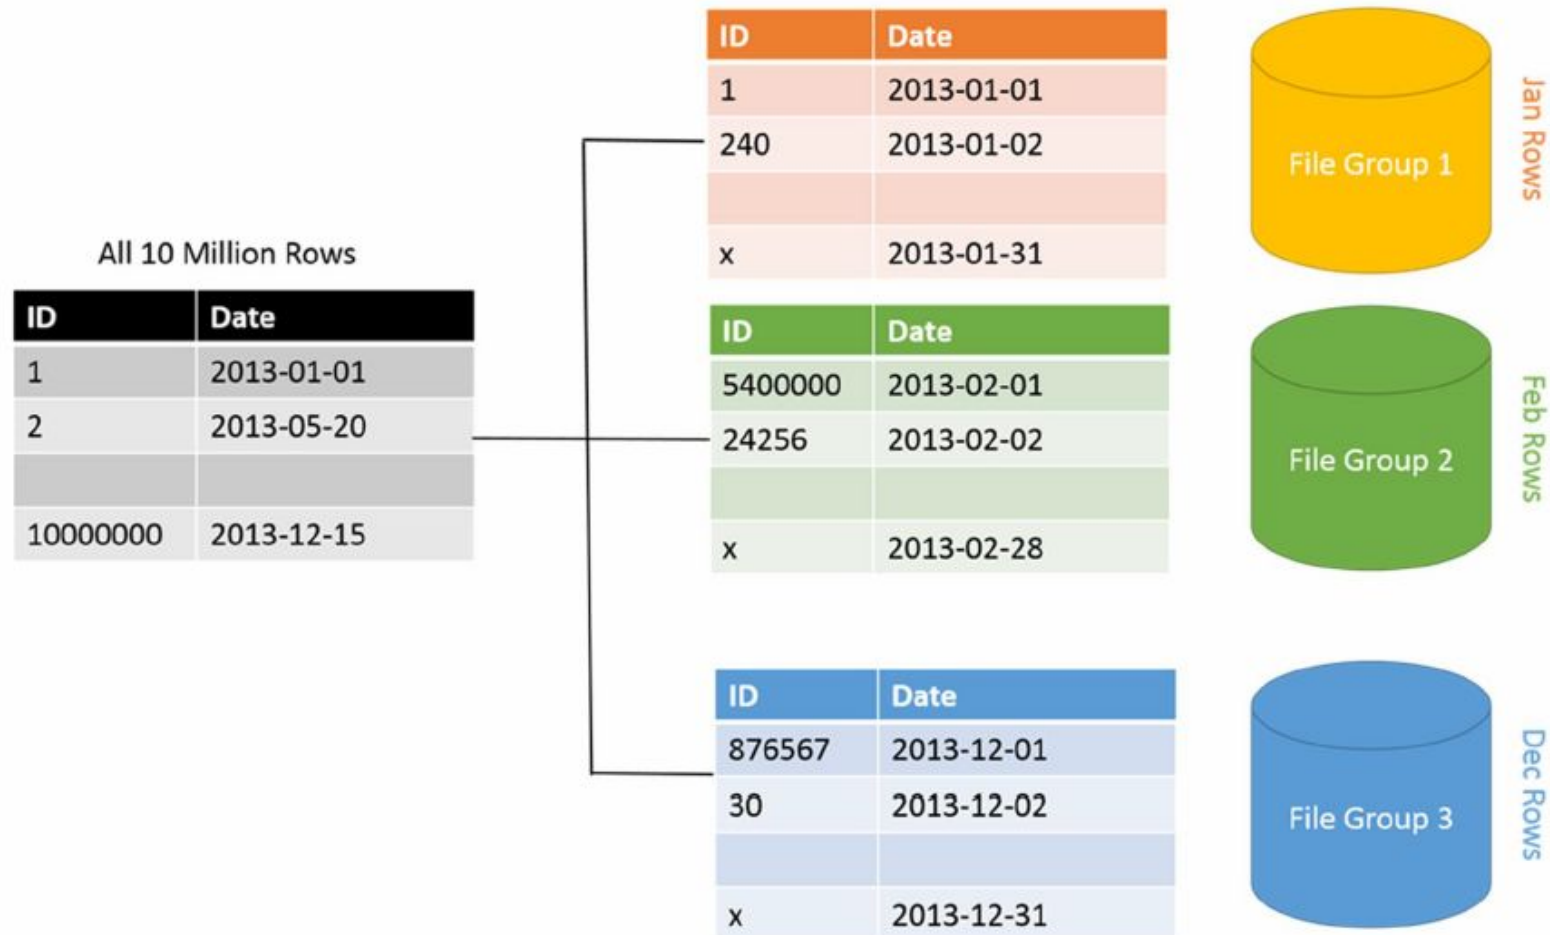 All 10 Million Rows
ID Date
1 2013-01-01
2 2013-05-20
10000000 2013-12-15
ID Date
1 2013-01-01
240 2013-01-02
x 2013-01-31
File Group 1
Jan Rows
ID Date
5400000 2013-02-01
24256 2013-02-02
x 2013-02-28
File Group 2
Feb Rows
ID Date
876567 2013-12-01
30 2013-12-02
x 2013-12-31
File Group 3
Dec Rows